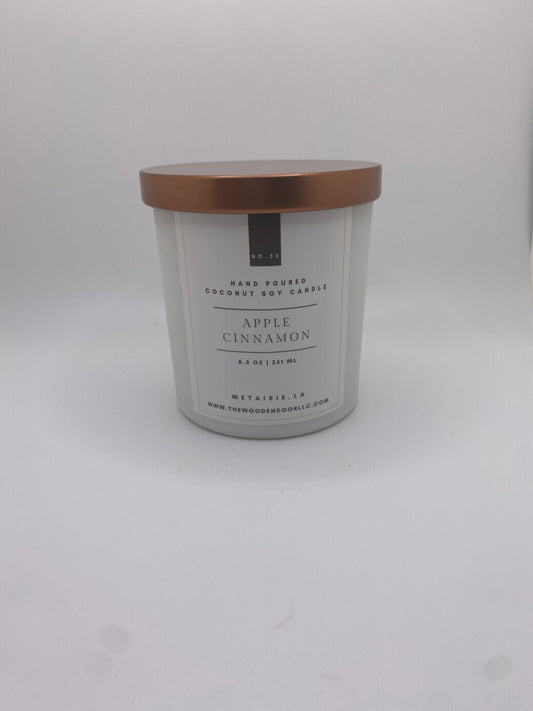 NO.30
HAND POURED
COCONUT SOY CANDLE
APPLE
CINNAMON
8.5 OZ | 251 ML
METAIRIE, LA
WWW.THEWOODENDOORLLC.COM